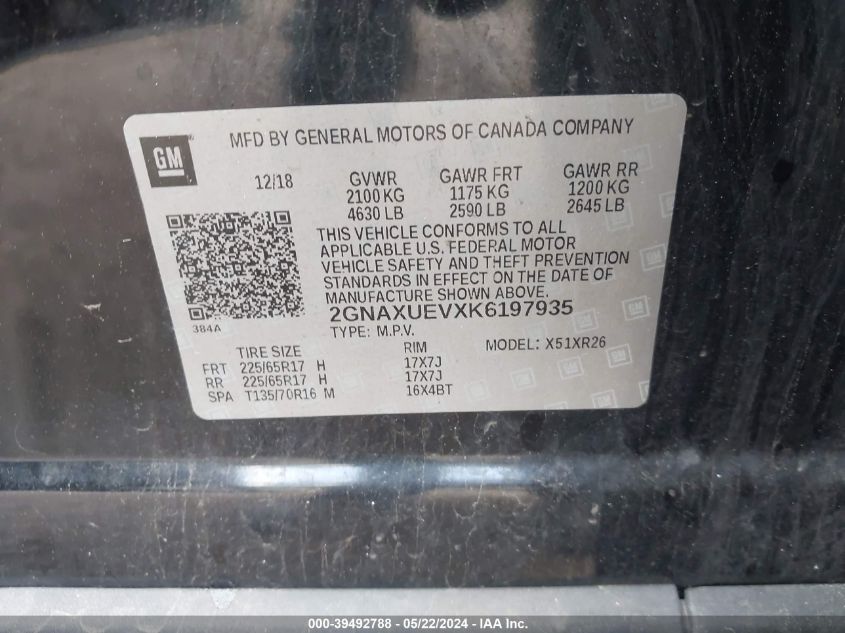 GM
MFD BY GENERAL MOTORS OF CANADA COMPANY
12/18 GVWR GAWR FRT GAWR RR
2100 KG 1175 KG 1200 KG
4630 LB 2590 LB 2645 LB
THIS VEHICLE CONFORMS TO ALL
APPLICABLE U.S. FEDERAL MOTOR
VEHICLE SAFETY AND THEFT PREVENTION
STANDARDS IN EFFECT ON THE DATE OF
MANUFACTURE SHOWN ABOVE.
384A
2GNAXUEVXK6197935
TYPE: M.P.V. MODEL: X51XR26
TIRE SIZE RIM
FRT 225/65R17 H 17X7J
RR 225/65R17 H 17X7J
SPA T135/70R16 M 16X4BT
000-39492788 - 05/22/2024 - IAA Inc.